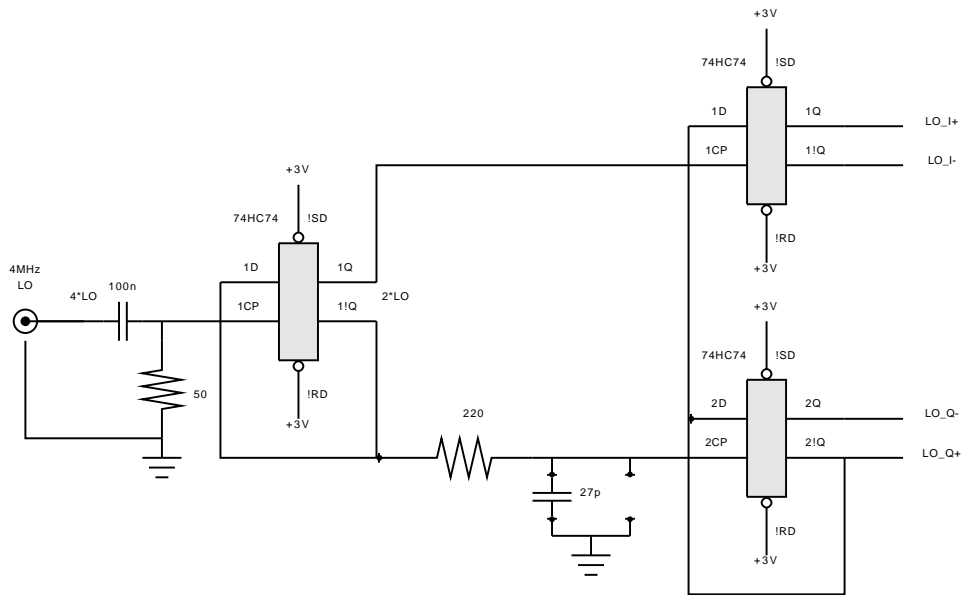 +3V
74HC74
!SD
1D
1Q
LO_I+
1CP
1!Q
LO_I-
!RD
+3V
+3V
74HC74
!SD
4MHz
LO
4*LO
100n
1D
1Q
1CP
1!Q
2*LO
50
!RD
+3V
+3V
74HC74
!SD
2D
2Q
LO_Q-
220
2CP
2!Q
LO_Q+
27p
!RD
+3V